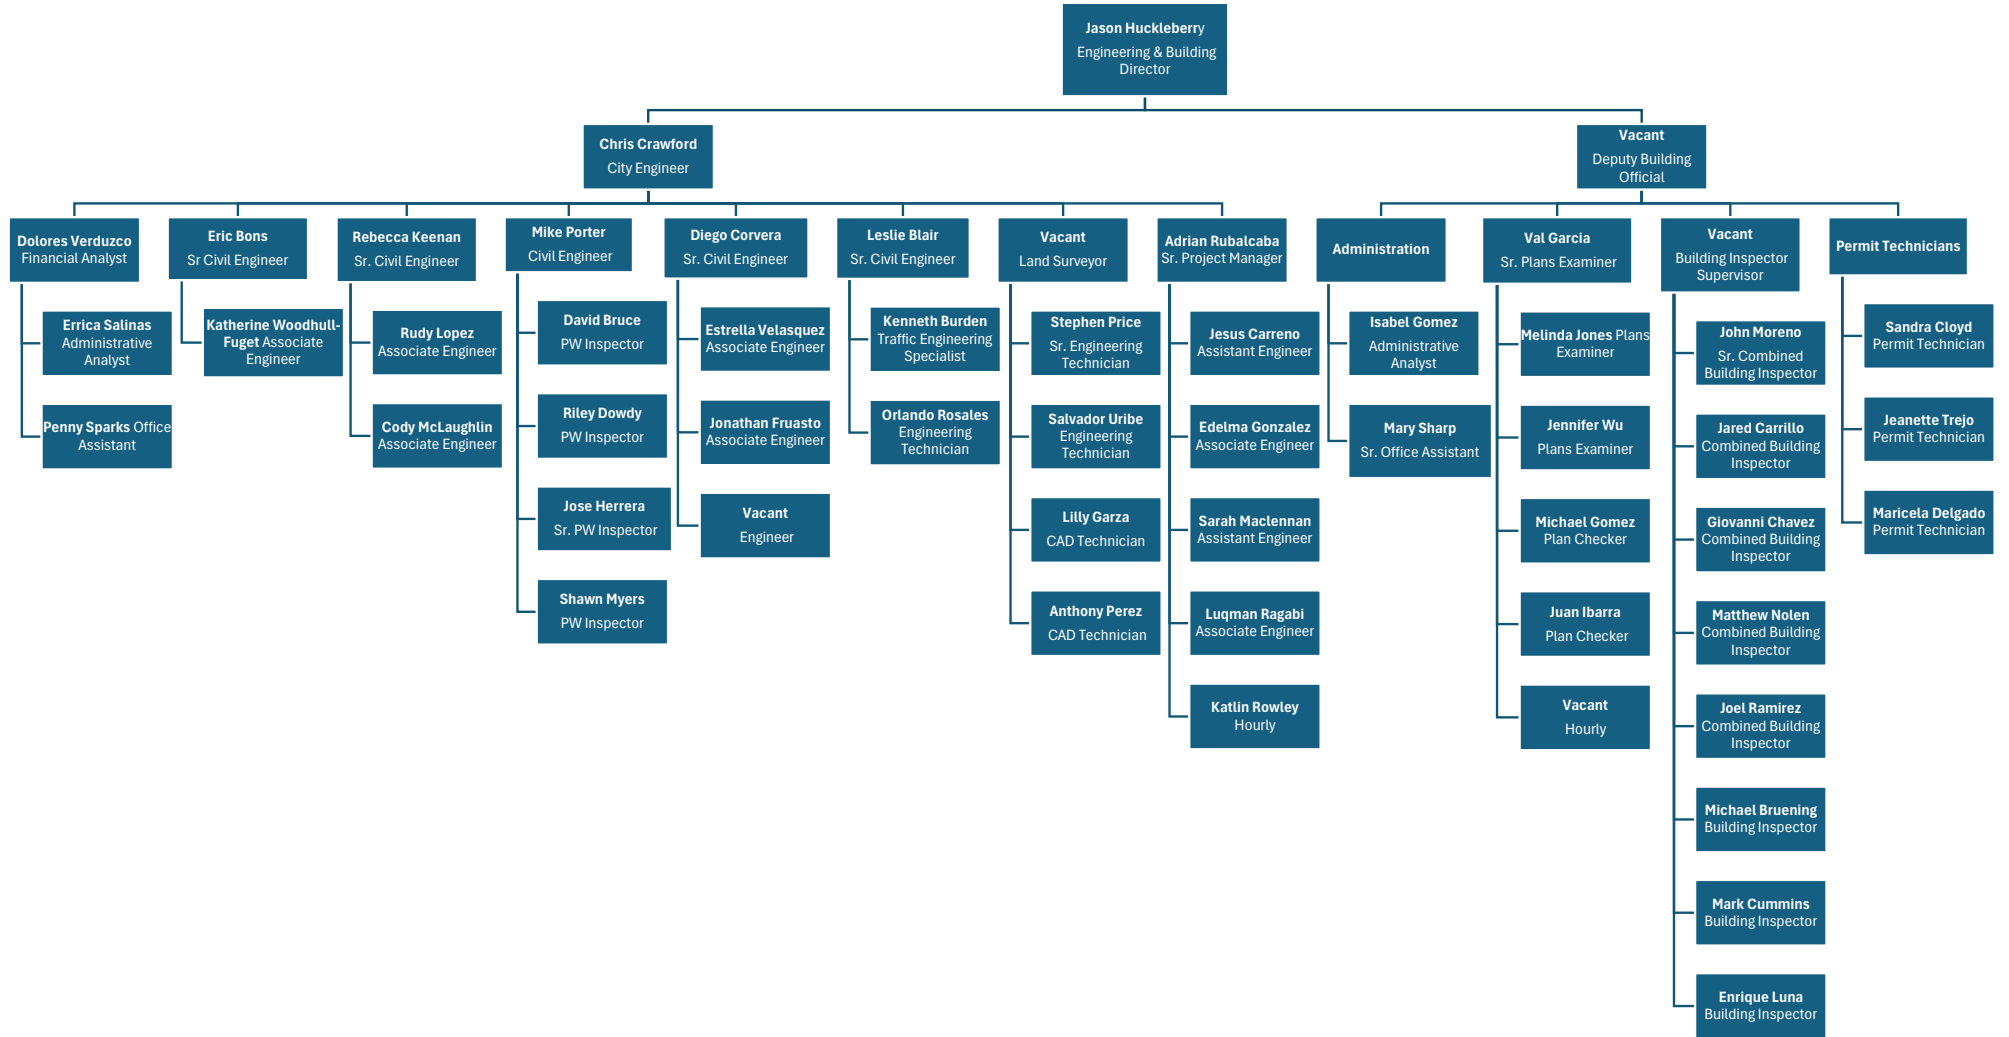 Jason Huckleberry
Engineering & Building
Director
Chris Crawford
City Engineer
Vacant
Deputy Building
Official
Dolores Verduzco
Financial Analyst
Eric Bons
Sr Civil Engineer
Rebecca Keenan
Sr. Civil Engineer
Mike Porter
Civil Engineer
Diego Corvera
Sr. Civil Engineer
Leslie Blair
Sr. Civil Engineer
Vacant
Land Surveyor
Adrian Rubalcaba
Sr. Project Manager
Administration
Val Garcia
Sr. Plans Examiner
Vacant
Building Inspector
Supervisor
Permit Technicians
Errica Salinas
Administrative
Analyst
Penny Sparks Office
Assistant
Katherine Woodhull-
Fuget Associate
Engineer
Rudy Lopez
Associate Engineer
Cody McLaughlin
Associate Engineer
David Bruce
PW Inspector
Riley Dowdy
PW Inspector
Jose Herrera
Sr. PW Inspector
Shawn Myers
PW Inspector
Estrella Velasquez
Associate Engineer
Jonathan Fruasto
Associate Engineer
Vacant
Engineer
Kenneth Burden
Traffic Engineering
Specialist
Orlando Rosales
Engineering
Technician
Stephen Price
Sr. Engineering
Technician
Salvador Uribe
Engineering
Technician
Lilly Garza
CAD Technician
Anthony Perez
CAD Technician
Jesus Carreno
Assistant Engineer
Edelma Gonzalez
Associate Engineer
Sarah Maclennan
Assistant Engineer
Luqman Ragabi
Associate Engineer
Katlin Rowley
Hourly
Isabel Gomez
Administrative
Analyst
Mary Sharp
Sr. Office Assistant
Melinda Jones Plans
Examiner
Jennifer Wu
Plans Examiner
Michael Gomez
Plan Checker
Juan Ibarra
Plan Checker
Vacant
Hourly
John Moreno
Sr. Combined
Building Inspector
Jared Carrillo
Combined Building
Inspector
Giovanni Chavez
Combined Building
Inspector
Matthew Nolen
Combined Building
Inspector
Joel Ramirez
Combined Building
Inspector
Michael Bruening
Building Inspector
Mark Cummins
Building Inspector
Enrique Luna
Building Inspector
Sandra Cloyd
Permit Technician
Jeanette Trejo
Permit Technician
Maricela Delgado
Permit Technician